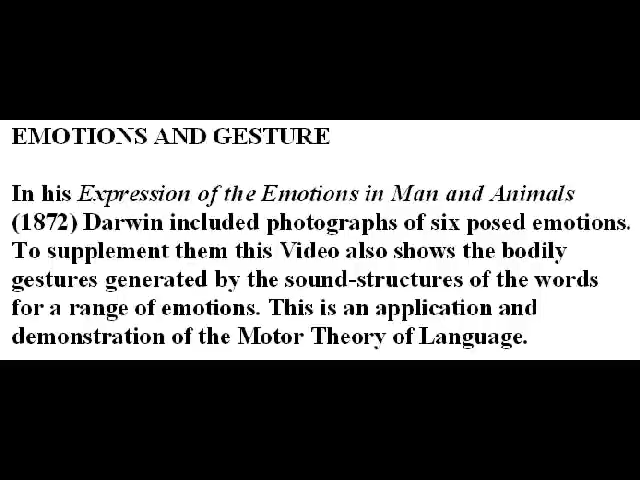 EMOTIONS AND GESTURE
In his Expression of the Emotions in Man and Animals
(1872) Darwin included photographs of six posed emotions.
To supplement them this Video also shows the bodily
gestures generated by the sound-structures of the words
for a range of emotions. This is an application and
demonstration of the Motor Theory of Language.